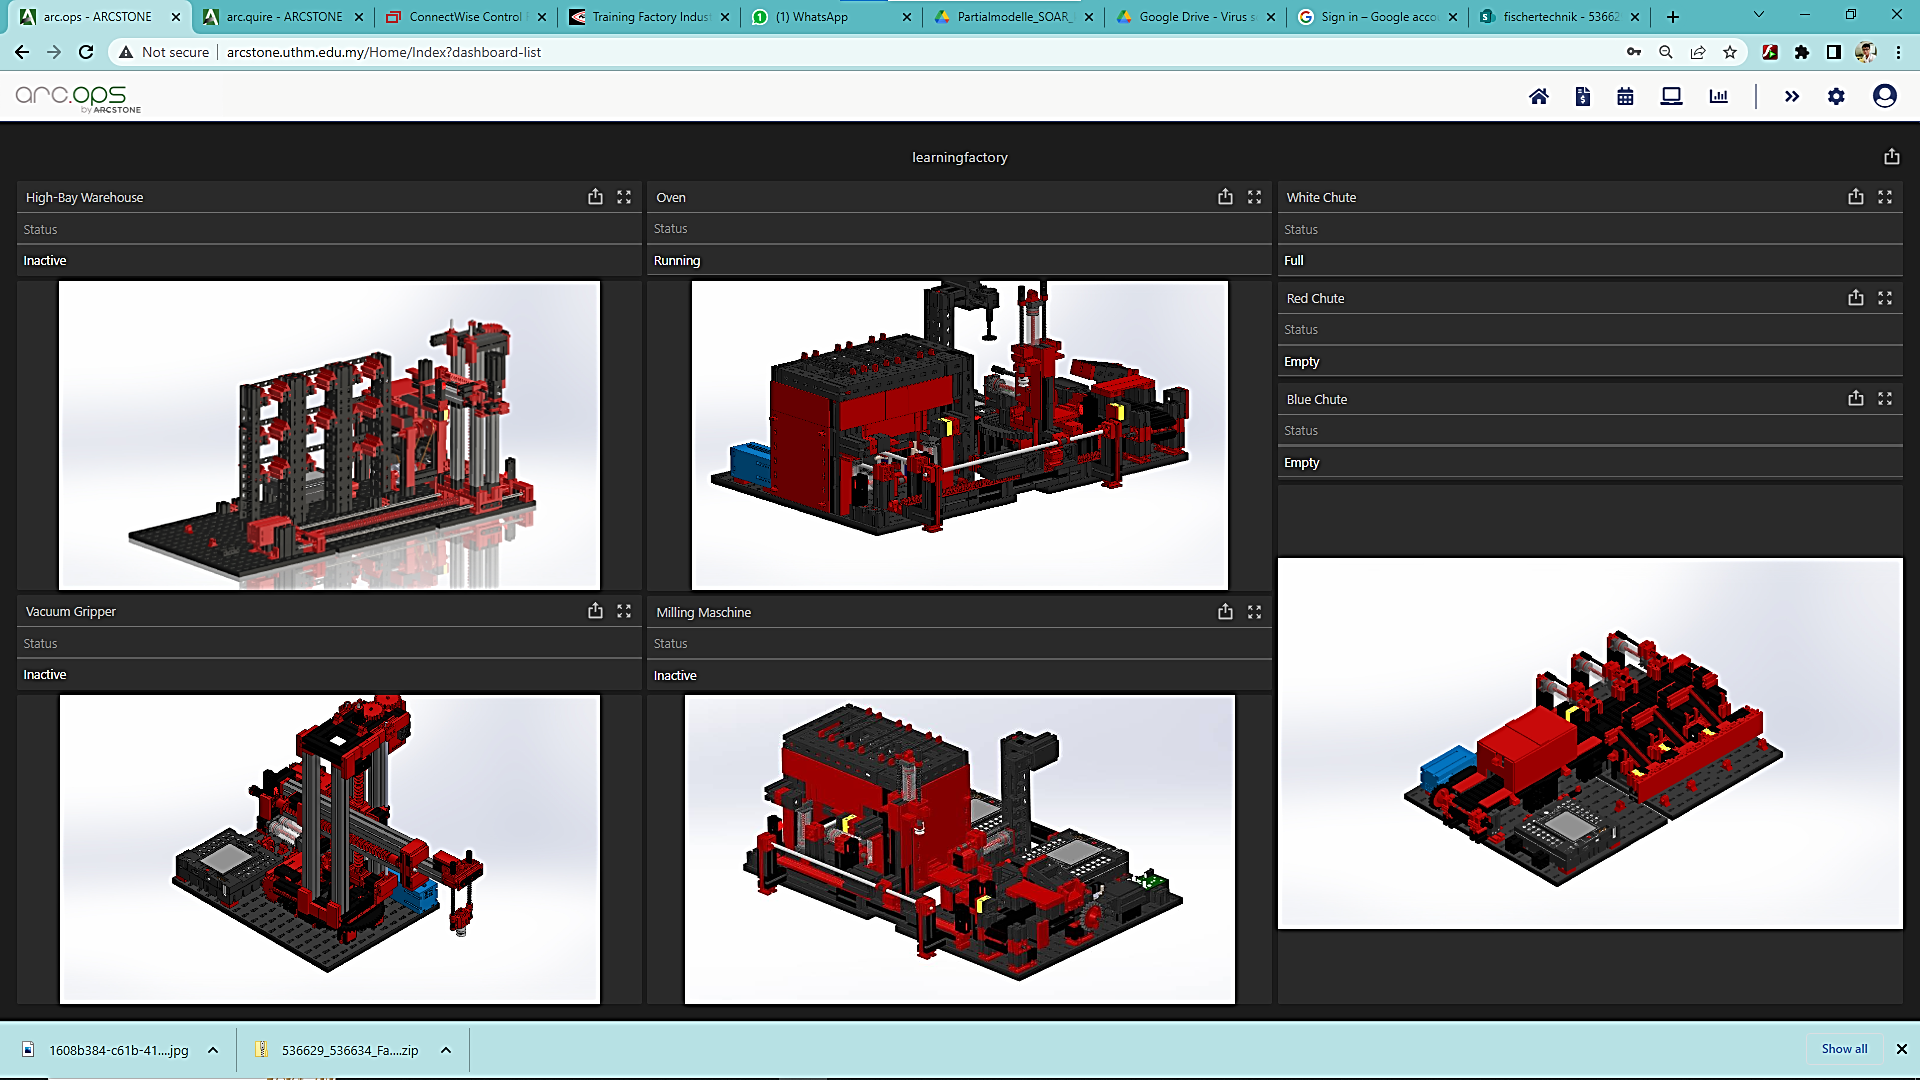 arc.ops - ARCSTONE
arc.quire - ARCSTONE
ConnectWise Control
Training Factory Indust
(1) WhatsApp
Partialmodelle_SOAR_
Google Drive - Virus s
Sign in – Google acco
fischertechnik - 53662
Not secure
arcstone.uthm.edu.my/Home/Index?dashboard-list
arc.ops
by ARCSTONE
learningfactory
High-Bay Warehouse
Status
Inactive
Oven
Status
Running
White Chute
Status
Full
Red Chute
Status
Empty
Blue Chute
Status
Empty
Vacuum Gripper
Status
Inactive
Milling Maschine
Status
Inactive
1608b384-c61b-41....jpg
536629_536634_Fa....zip
Show all